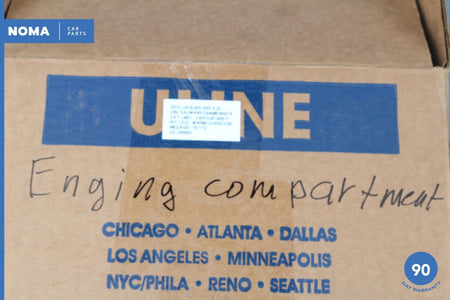 NOMA CAR PARTS
ULINE
Enging compartment
CHICAGO • ATLANTA • DALLAS
LOS ANGELES • MINNEAPOLIS
NYC/PHILA • RENO • SEATTLE
90
DAY WARRANTY